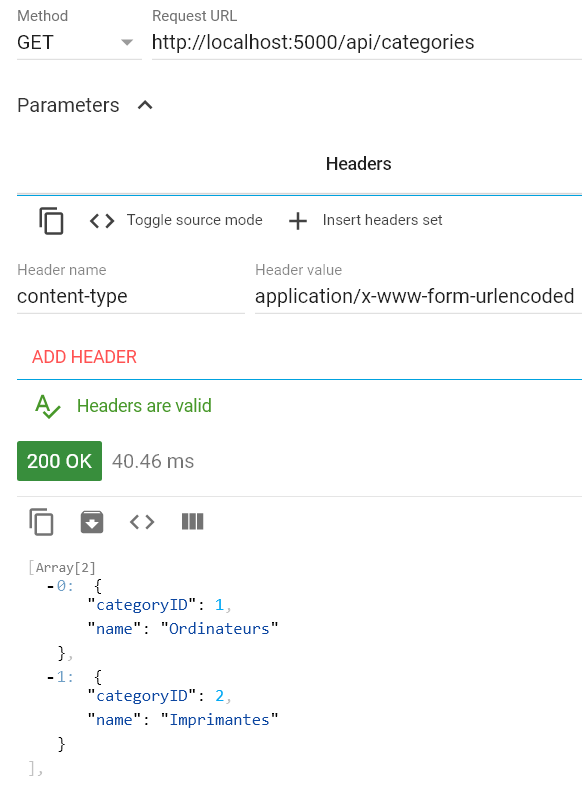 Method Request URL
GET http://localhost:5000/api/categories
Parameters
Headers
Toggle source mode Insert headers set
Header name Header value
content-type application/x-www-form-urlencoded
ADD HEADER
Headers are valid
200 OK 40.46 ms
[Array[2]
-0: {
"categoryID": 1,
"name": "Ordinateurs"
},
-1: {
"categoryID": 2,
"name": "Imprimantes"
}
],